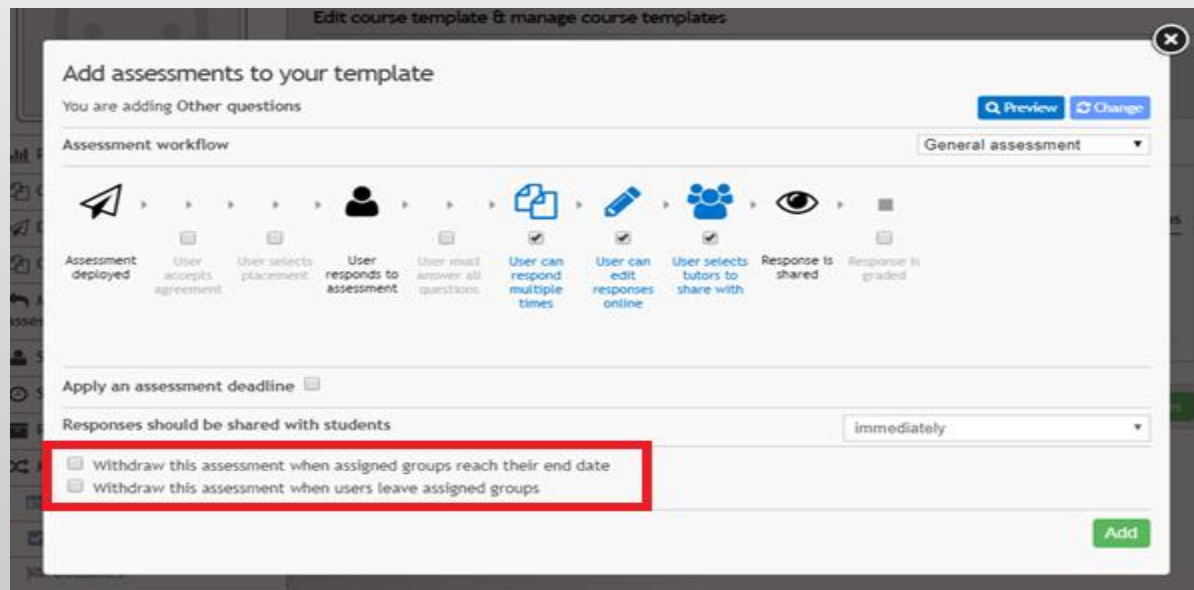 Edit course template & manage course templates
Add assessments to your template
You are adding Other questions
Preview
Change
Assessment workflow
General assessment
Assessment deployed
User accepts agreement
User selects placement
User responds to assessment
User must answer all questions
User can respond multiple times
User can edit responses online
User selects tutors to share with
Response is shared
Response is graded
Apply an assessment deadline
Responses should be shared with students
immediately
Withdraw this assessment when assigned groups reach their end date
Withdraw this assessment when users leave assigned groups
Add